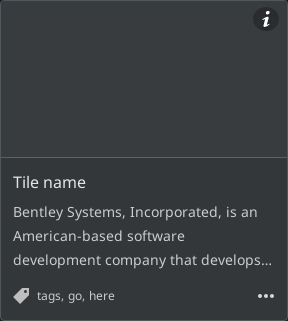 i
Tile name
Bentley Systems, Incorporated, is an
American-based software
development company that develops...
tags, go, here